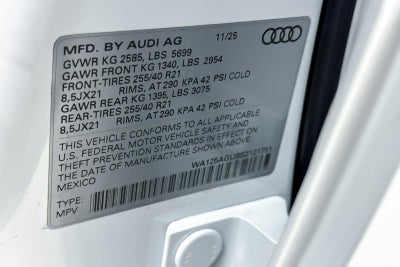 MFD. BY AUDI AG 11/25
GVWR KG 2585, LBS 5699
GAWR FRONT KG 1340, LBS 2954
FRONT-TIRES 255/40 R21
8,5JX21 RIMS, AT 290 KPA 42 PSI COLD
GAWR REAR KG 1395, LBS 3075
REAR-TIRES 255/40 R21
8,5JX21 RIMS, AT 290 KPA 42 PSI COLD
THIS VEHICLE CONFORMS TO ALL APPLICABLE
U.S. FEDERAL MOTOR VEHICLE SAFETY AND
THEFT PREVENTION STANDARDS IN EFFECT ON
THE DATE OF MANUFACTURE SHOWN ABOVE.
MEXICO
TYPE:
MPV